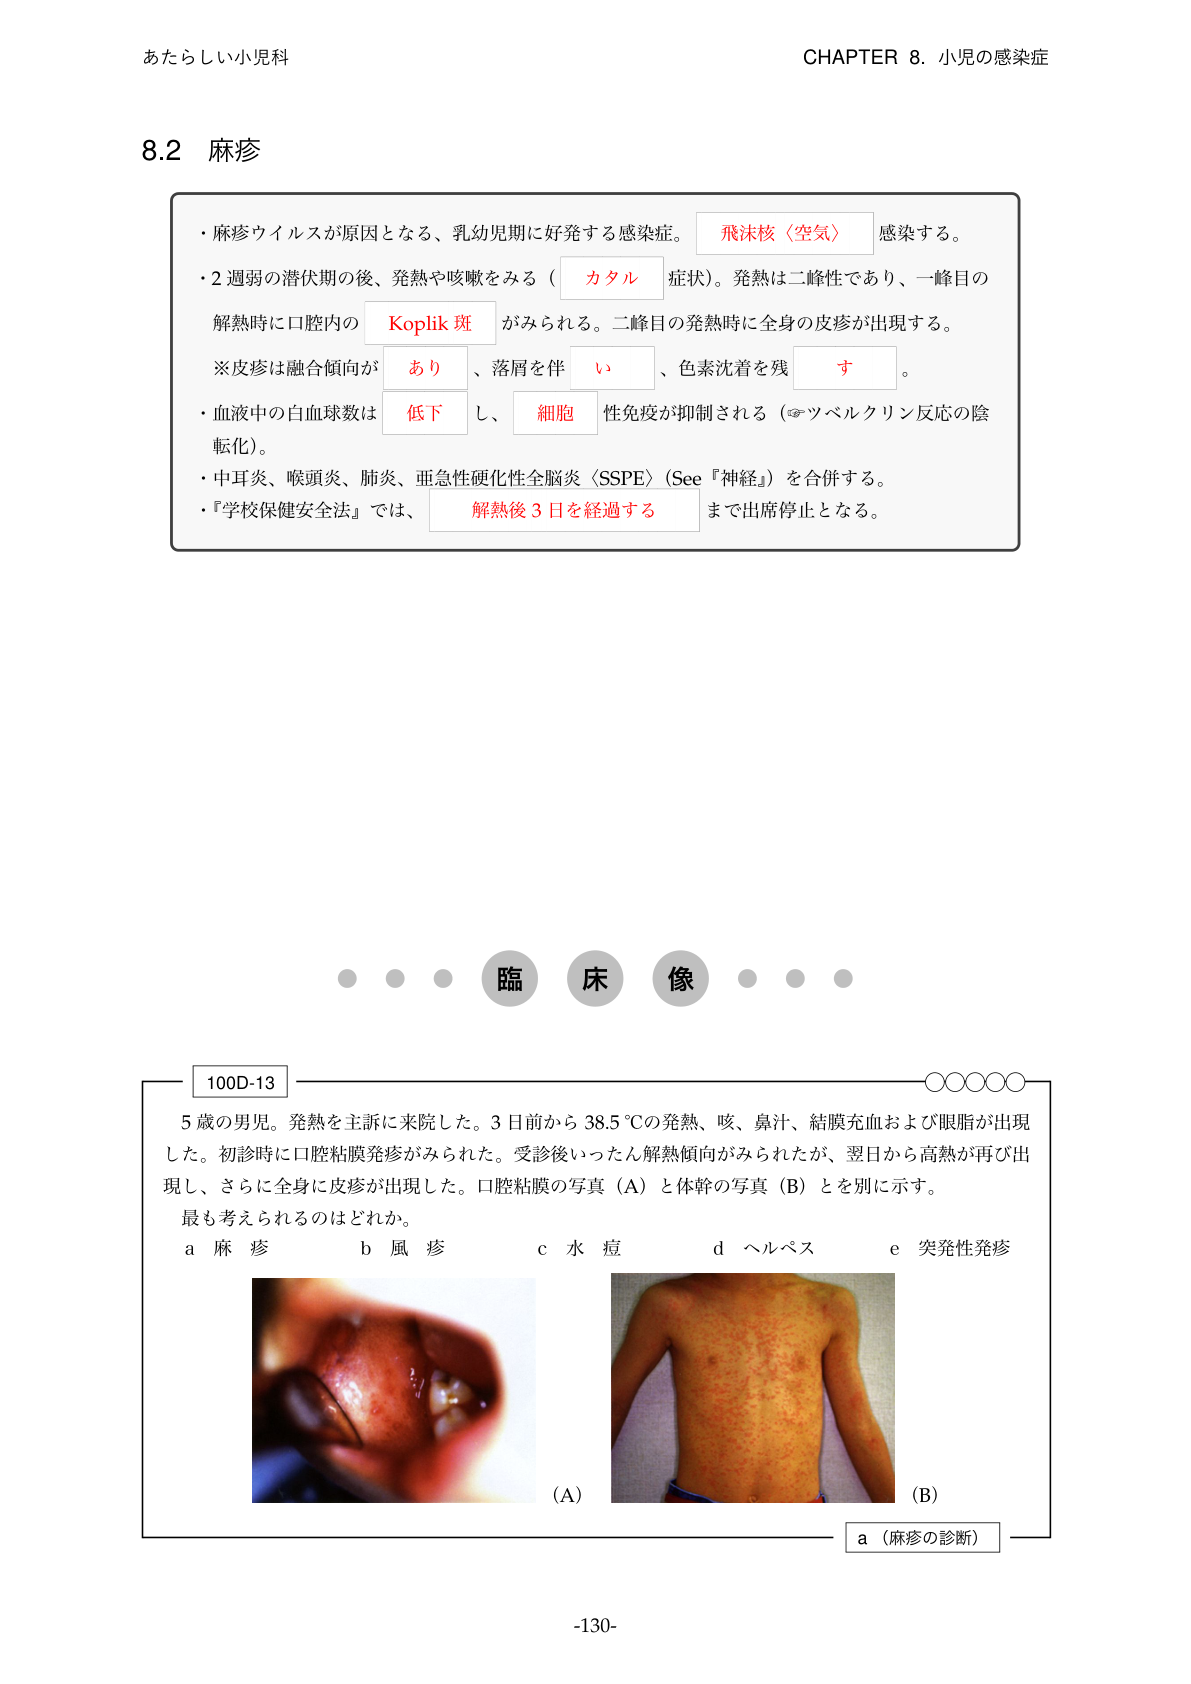 あたらしい小児科
CHAPTER 8. 小児の感染症
8.2 麻疹
・麻疹ウイルスが原因となる、乳幼児期に好発する感染症。 飛沫核〈空気〉 感染する。
・2 週弱の潜伏期の後、発熱や咳嗽をみる（ カタル 症状）。発熱は二峰性であり、一峰目の
解熱時に口腔内の Koplik 斑 がみられる。二峰目の発熱時に全身の皮疹が出現する。
※皮疹は融合傾向が あり 、落屑を伴 い 、色素沈着を残 す 。
・血液中の白血球数は 低下 し、 細胞 性免疫が抑制される（☞ツベルクリン反応の陰
転化）。
・中耳炎、喉頭炎、肺炎、亜急性硬化性全脳炎〈SSPE〉（See『神経』）を合併する。
・『学校保健安全法』では、 解熱後 3 日を経過する まで出席停止となる。
臨 床 像
100D-13
5 歳の男児。発熱を主訴に来院した。3 日前から 38.5 ℃の発熱、咳、鼻汁、結膜充血および眼脂が出現
した。初診時に口腔粘膜発疹がみられた。受診後いったん解熱傾向がみられたが、翌日から高熱が再び出
現し、さらに全身に皮疹が出現した。口腔粘膜の写真（A）と体幹の写真（B）とを別に示す。
最も考えられるのはどれか。
a 麻 疹 b 風 疹 c 水 痘 d ヘルペス e 突発性発疹
（A） （B）
a （麻疹の診断）
-130-